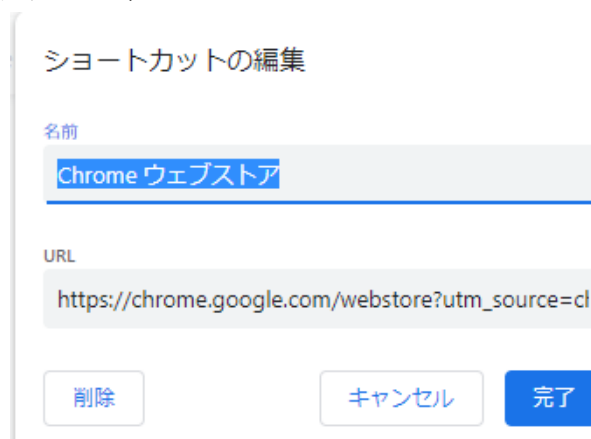 ショートカットの編集
名前
Chrome ウェブストア
URL
https://chrome.google.com/webstore?utm_source=cl
削除
キャンセル
完了